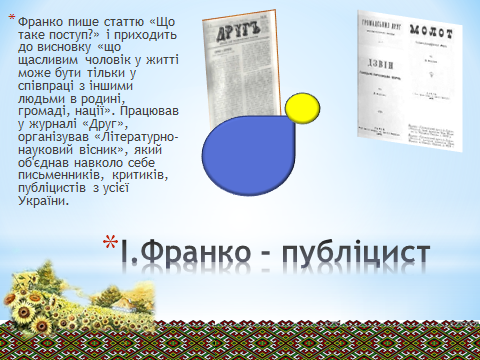 * Франко пише статтю «Що
таке поступ?» і приходить
до висновку «що
щасливим чоловік у житті
може бути тільки у
співпраці з іншими
людьми в родині,
громаді, нації». Працював
у журналі «Друг»,
організував «Літературно-
науковий вісник», який
об'єднав навколо себе
письменників, критиків,
публіцистів з усієї
України.
ДРУГЪ
ГРОМАДСЬКИЙ ДРУГ
МОЛОТ
ДЗВІН
*І.Франко - публіцист